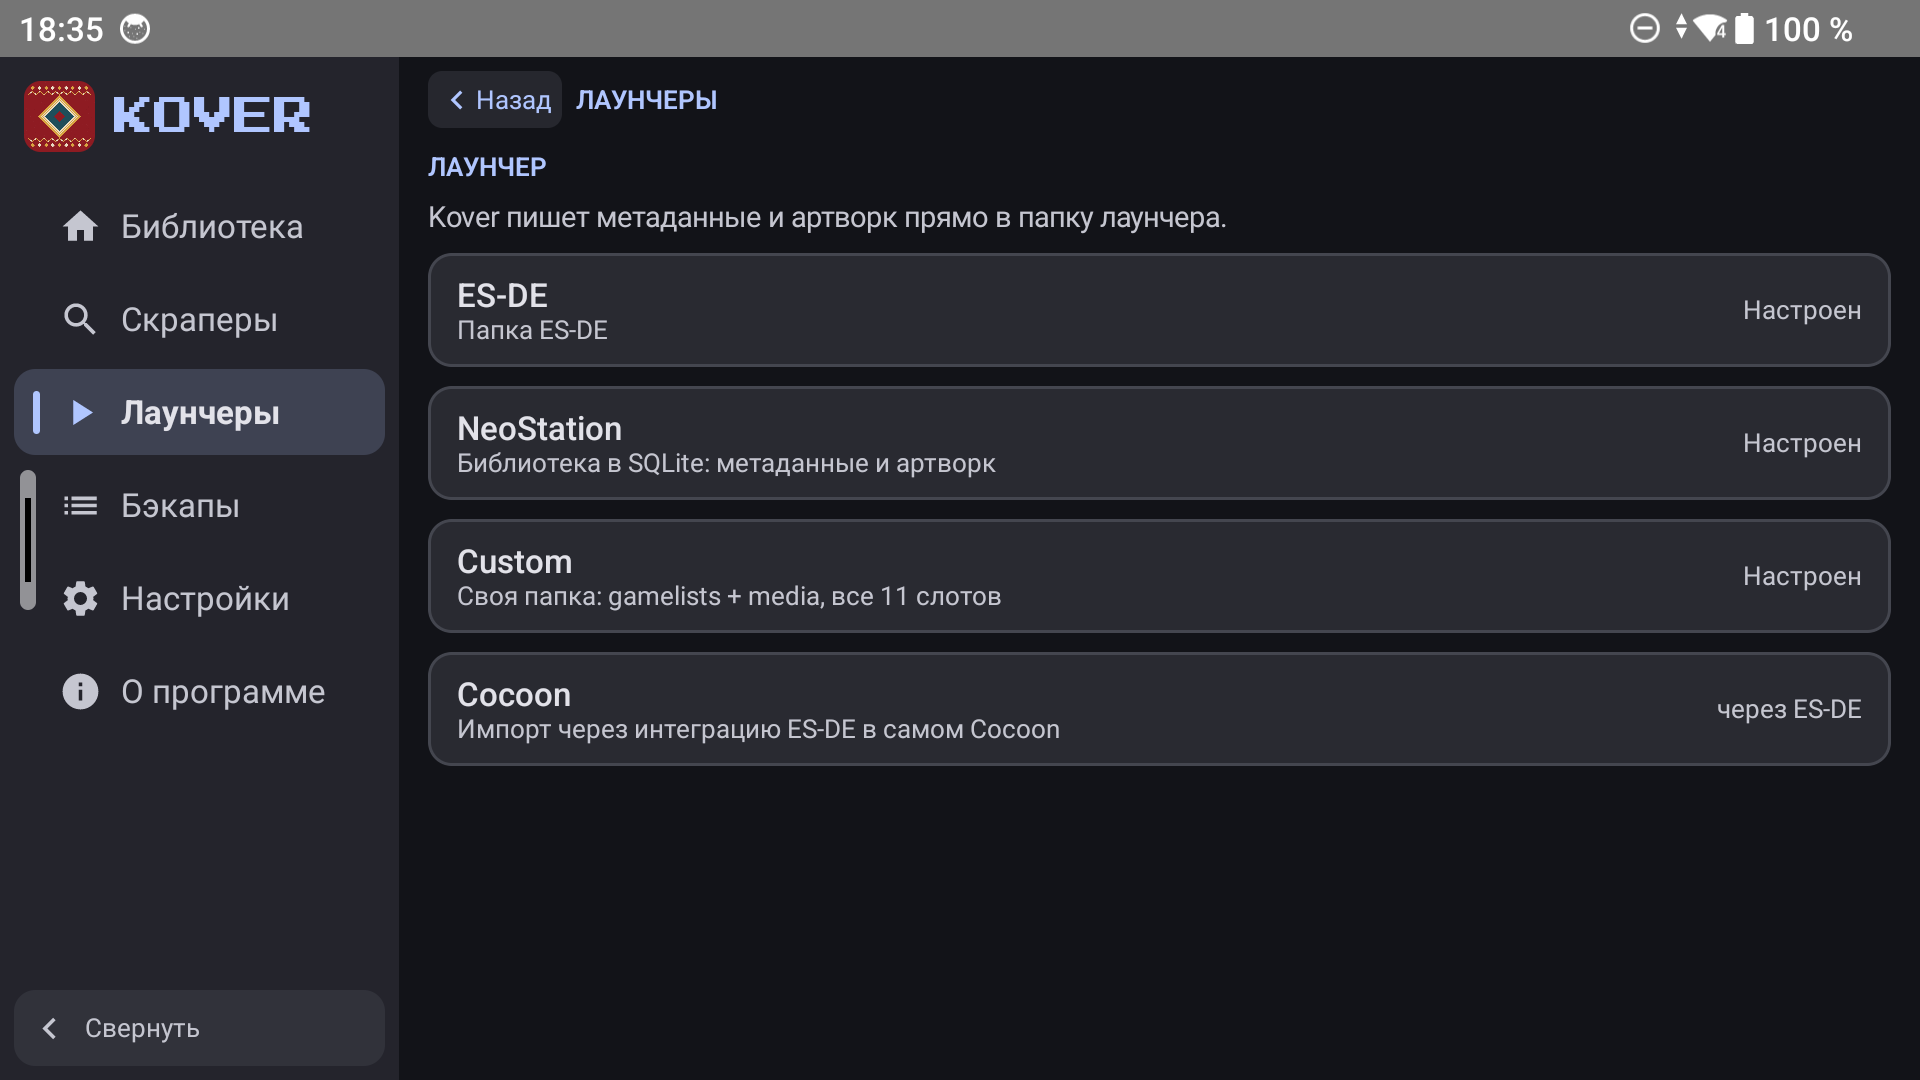 18:35
4 100 %
KOVER
Библиотека
Скраперы
Лаунчеры
Бэкапы
Настройки
О программе
Свернуть
Назад ЛАУНЧЕРЫ
ЛАУНЧЕР
Kover пишет метаданные и артворк прямо в папку лаунчера.
ES-DE
Папка ES-DE
Настроен
NeoStation
Библиотека в SQLite: метаданные и артворк
Настроен
Custom
Своя папка: gamelists + media, все 11 слотов
Настроен
Cocoon
Импорт через интеграцию ES-DE в самом Cocoon
через ES-DE